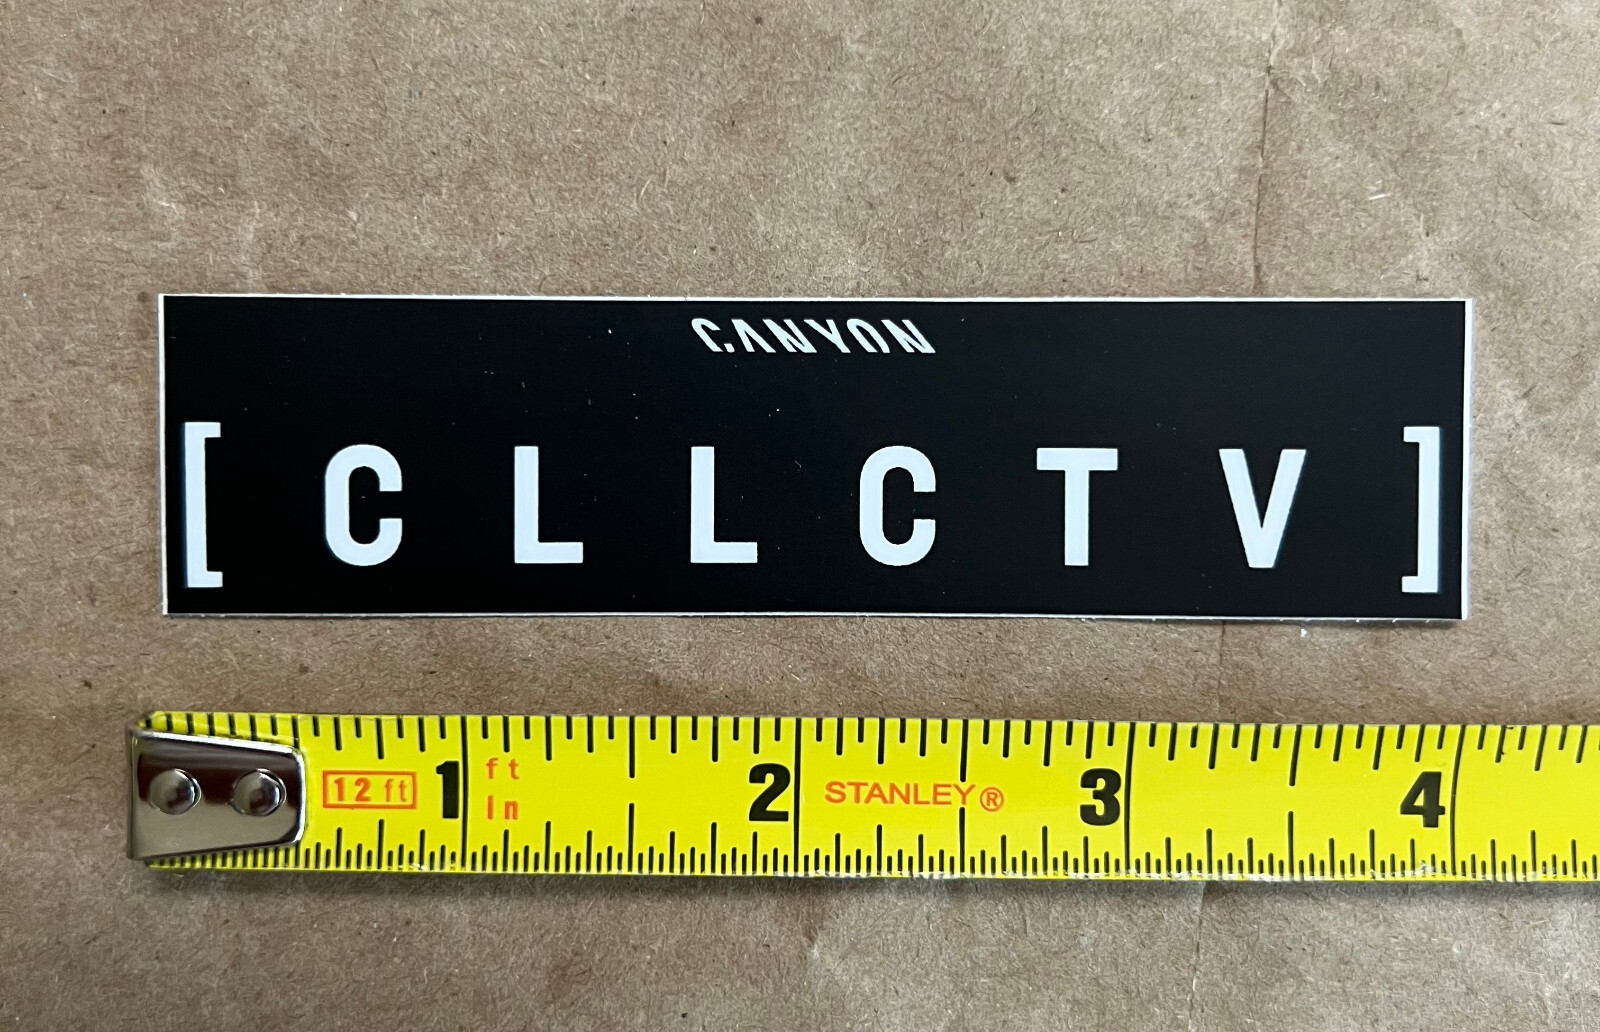 CANYON
[ C L L C T V ]
12 ft 1 ft 2 STANLEY® 3 4
in